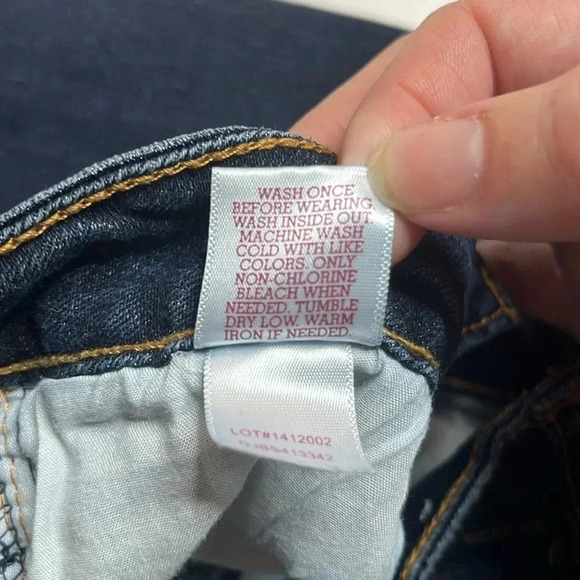 WASH ONCE
BEFORE WEARING.
WASH INSIDE OUT
MACHINE WASH
COLD WITH LIKE
COLORS. ONLY
NON-CHLORINE
BLEACH WHEN
NEEDED. TUMBLE
DRY LOW. WARM
IRON IF NEEDED.
LOT#1412002